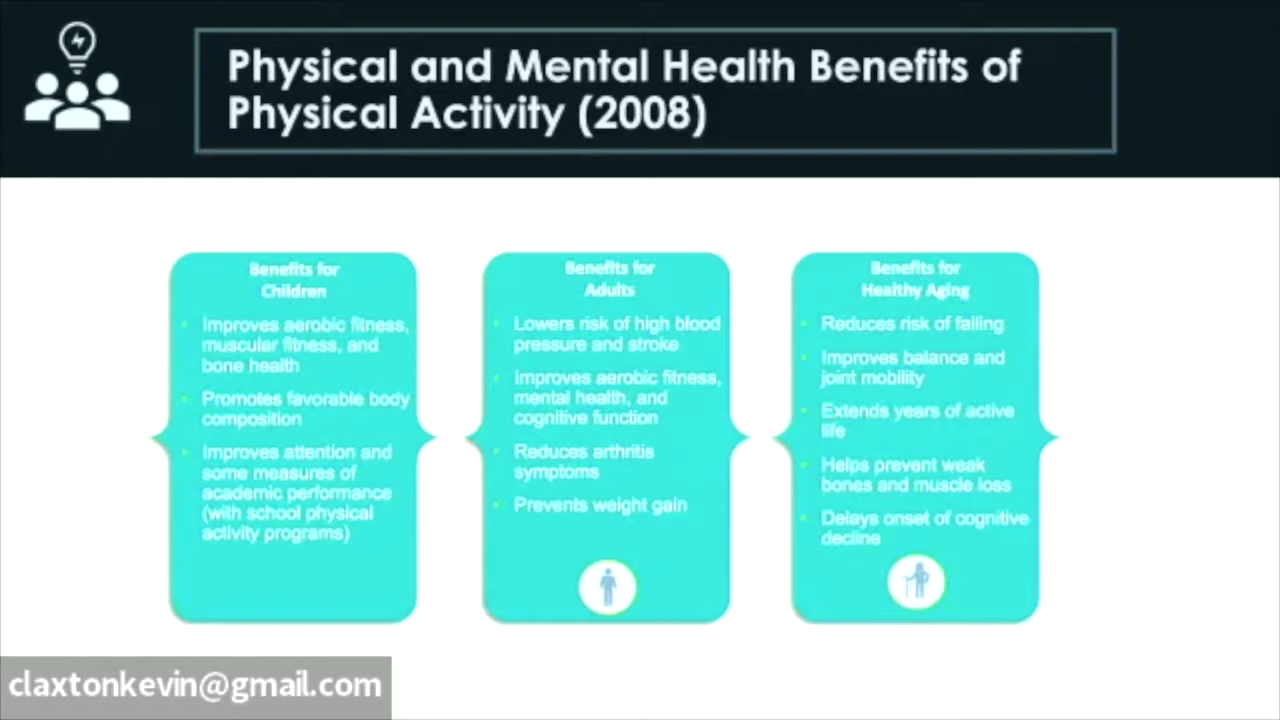 Physical and Mental Health Benefits of
Physical Activity (2008)
Benefits for
Children
Improves aerobic fitness,
muscular fitness, and
bone health
Promotes favorable body
composition
Improves attention and
some measures of
academic performance
(with school physical
activity programs)
Benefits for
Adults
Lowers risk of high blood
pressure and stroke
Improves aerobic fitness,
mental health, and
cognitive function
Reduces arthritis
symptoms
Prevents weight gain
Benefits for
Healthy Aging
Reduces risk of falling
Improves balance and
joint mobility
Extends years of active
life
Helps prevent weak
bones and muscle loss
Delays onset of cognitive
decline
claxtonkevin@gmail.com